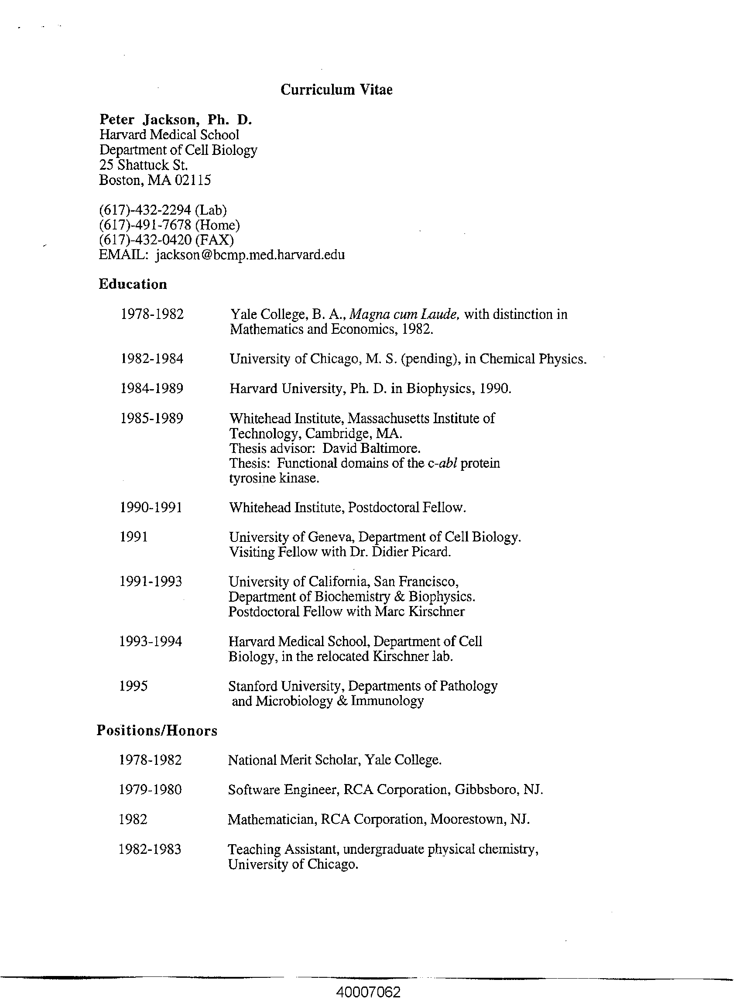 Curriculum Vitae
Peter Jackson, Ph. D.
Harvard Medical School
Department of Cell Biology
25 Shattuck St.
Boston, MA 02115
(617)-432-2294 (Lab)
(617)-491-7678 (Home)
(617)-432-0420 (FAX)
EMAIL: jackson@bcmp.med.harvard.edu
Education
1978-1982 Yale College, B. A., Magna cum Laude, with distinction in
Mathematics and Economics, 1982.
1982-1984 University of Chicago, M. S. (pending), in Chemical Physics.
1984-1989 Harvard University, Ph. D. in Biophysics, 1990.
1985-1989 Whitehead Institute, Massachusetts Institute of
Technology, Cambridge, MA.
Thesis advisor: David Baltimore.
Thesis: Functional domains of the c-abl protein
tyrosine kinase.
1990-1991 Whitehead Institute, Postdoctoral Fellow.
1991 University of Geneva, Department of Cell Biology.
Visiting Fellow with Dr. Didier Picard.
1991-1993 University of California, San Francisco,
Department of Biochemistry & Biophysics.
Postdoctoral Fellow with Marc Kirschner
1993-1994 Harvard Medical School, Department of Cell
Biology, in the relocated Kirschner lab.
1995 Stanford University, Departments of Pathology
and Microbiology & Immunology
Positions/Honors
1978-1982 National Merit Scholar, Yale College.
1979-1980 Software Engineer, RCA Corporation, Gibbsboro, NJ.
1982 Mathematician, RCA Corporation, Moorestown, NJ.
1982-1983 Teaching Assistant, undergraduate physical chemistry,
University of Chicago.
40007062